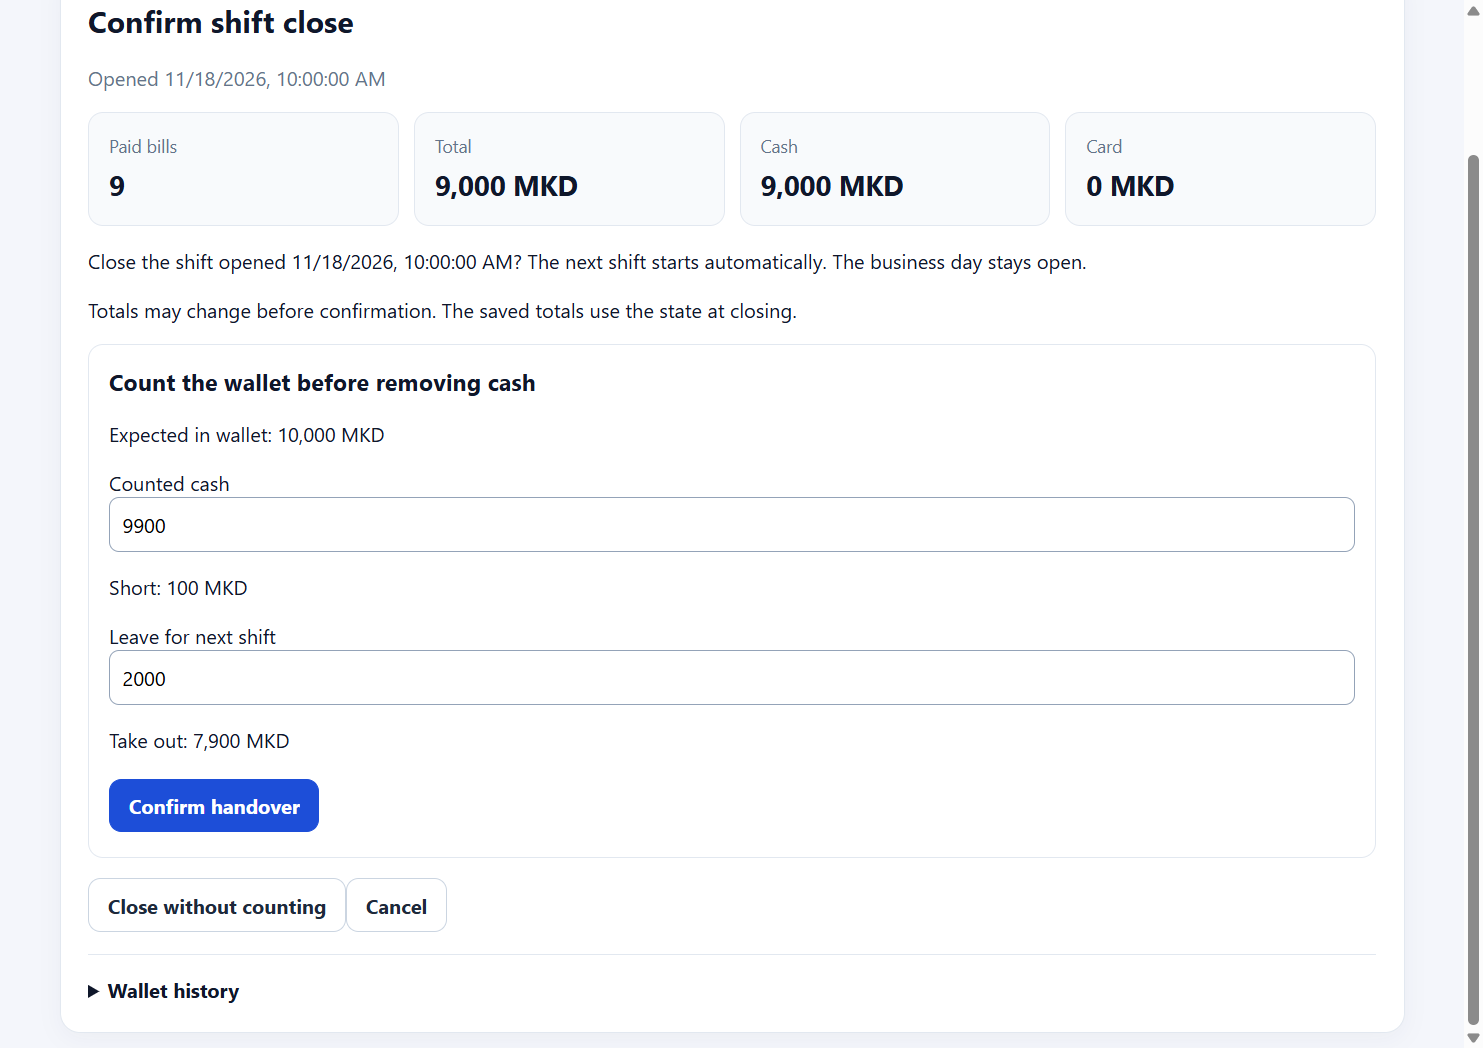 Confirm shift close
Opened 11/18/2026, 10:00:00 AM
Paid bills
9
Total
9,000 MKD
Cash
9,000 MKD
Card
0 MKD
Close the shift opened 11/18/2026, 10:00:00 AM? The next shift starts automatically. The business day stays open.
Totals may change before confirmation. The saved totals use the state at closing.
Count the wallet before removing cash
Expected in wallet: 10,000 MKD
Counted cash
9900
Short: 100 MKD
Leave for next shift
2000
Take out: 7,900 MKD
Confirm handover
Close without counting
Cancel
Wallet history